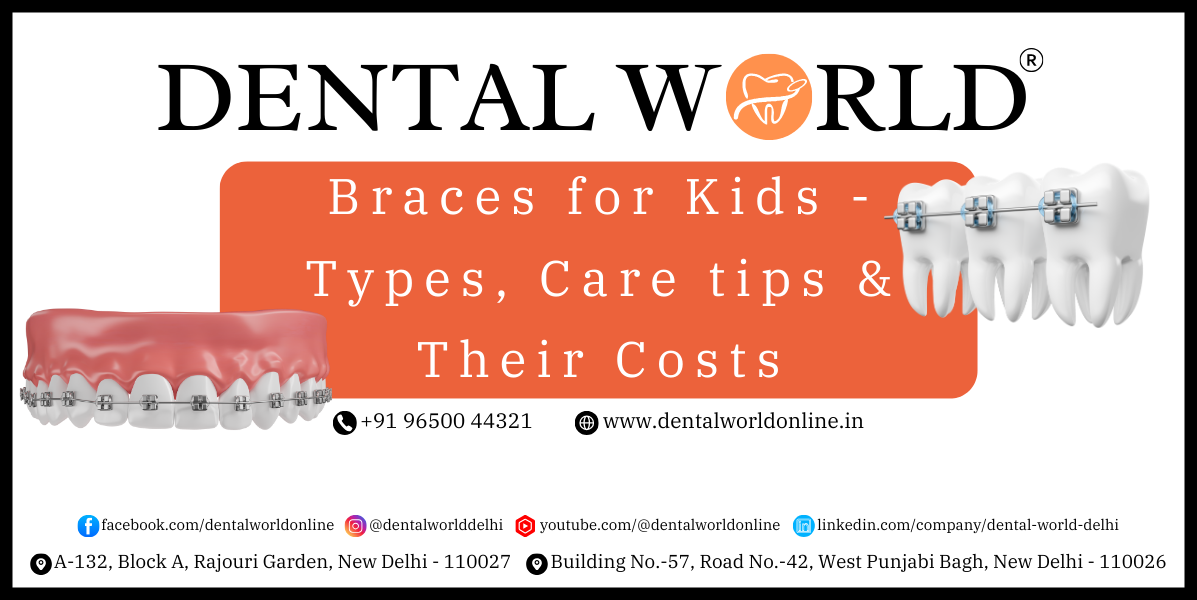 DENTAL WORLD®
Braces for Kids -
Types, Care tips &
Their Costs
+91 96500 44321 www.dentalworldonline.in
facebook.com/dentalworldonline @dentalworlddelhi youtube.com/@dentalworldonline linkedin.com/company/dental-world-delhi
A-132, Block A, Rajouri Garden, New Delhi - 110027 Building No.-57, Road No.-42, West Punjabi Bagh, New Delhi - 110026